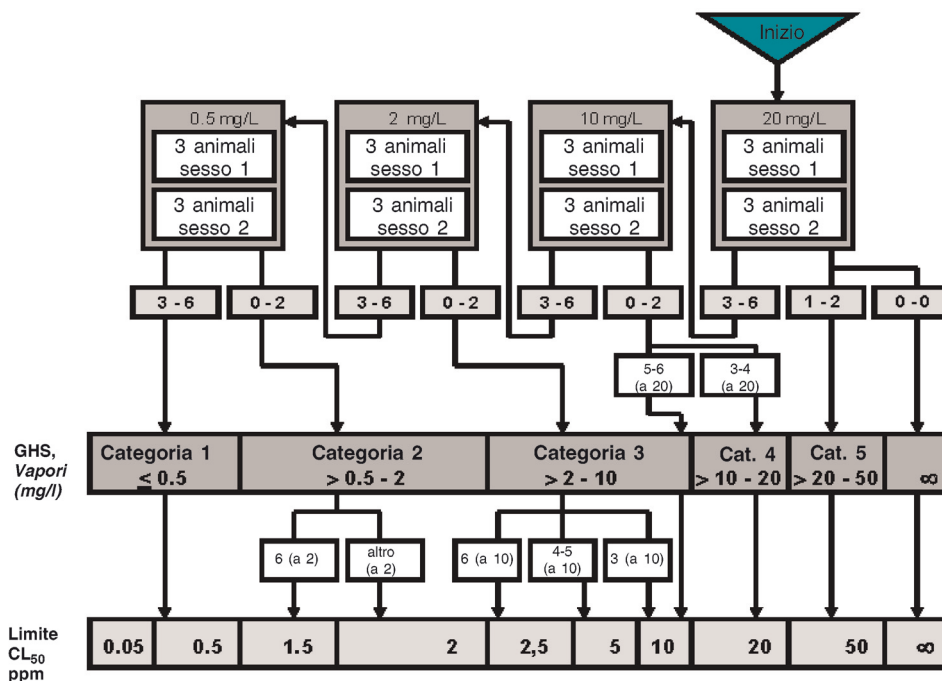 Inizio
0.5 mg/L
3 animali
sesso 1
3 animali
sesso 2
2 mg/L
3 animali
sesso 1
3 animali
sesso 2
10 mg/L
3 animali
sesso 1
3 animali
sesso 2
20 mg/L
3 animali
sesso 1
3 animali
sesso 2
3 - 6
0 - 2
3 - 6
0 - 2
3 - 6
0 - 2
3 - 6
1 - 2
0 - 0
5-6
(a 20)
3-4
(a 20)
GHS,
Vapori
(mg/l)
Categoria 1
≤ 0.5
Categoria 2
> 0.5 - 2
Categoria 3
> 2 - 10
Cat. 4
> 10 - 20
Cat. 5
> 20 - 50
∞
6 (a 2)
altro
(a 2)
6 (a 10)
4-5
(a 10)
3 (a 10)
Limite
CL50
ppm
0.05
0.5
1.5
2
2,5
5
10
20
50
∞